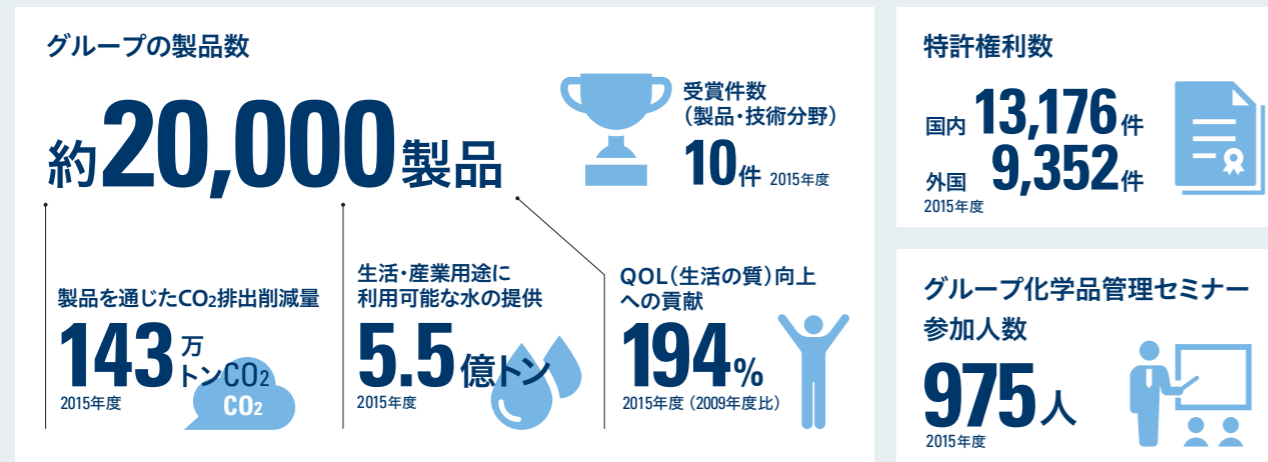 グループの製品数
約20,000製品
受賞件数
（製品・技術分野）
10件 2015年度
製品を通じたCO₂排出削減量
143万
トンCO₂
2015年度
CO₂
生活・産業用途に
利用可能な水の提供
5.5億トン
2015年度
QOL（生活の質）向上
への貢献
194%
2015年度（2009年度比）
特許権利数
国内 13,176件
外国 9,352件
2015年度
グループ化学品管理セミナー
参加人数
975人
2015年度